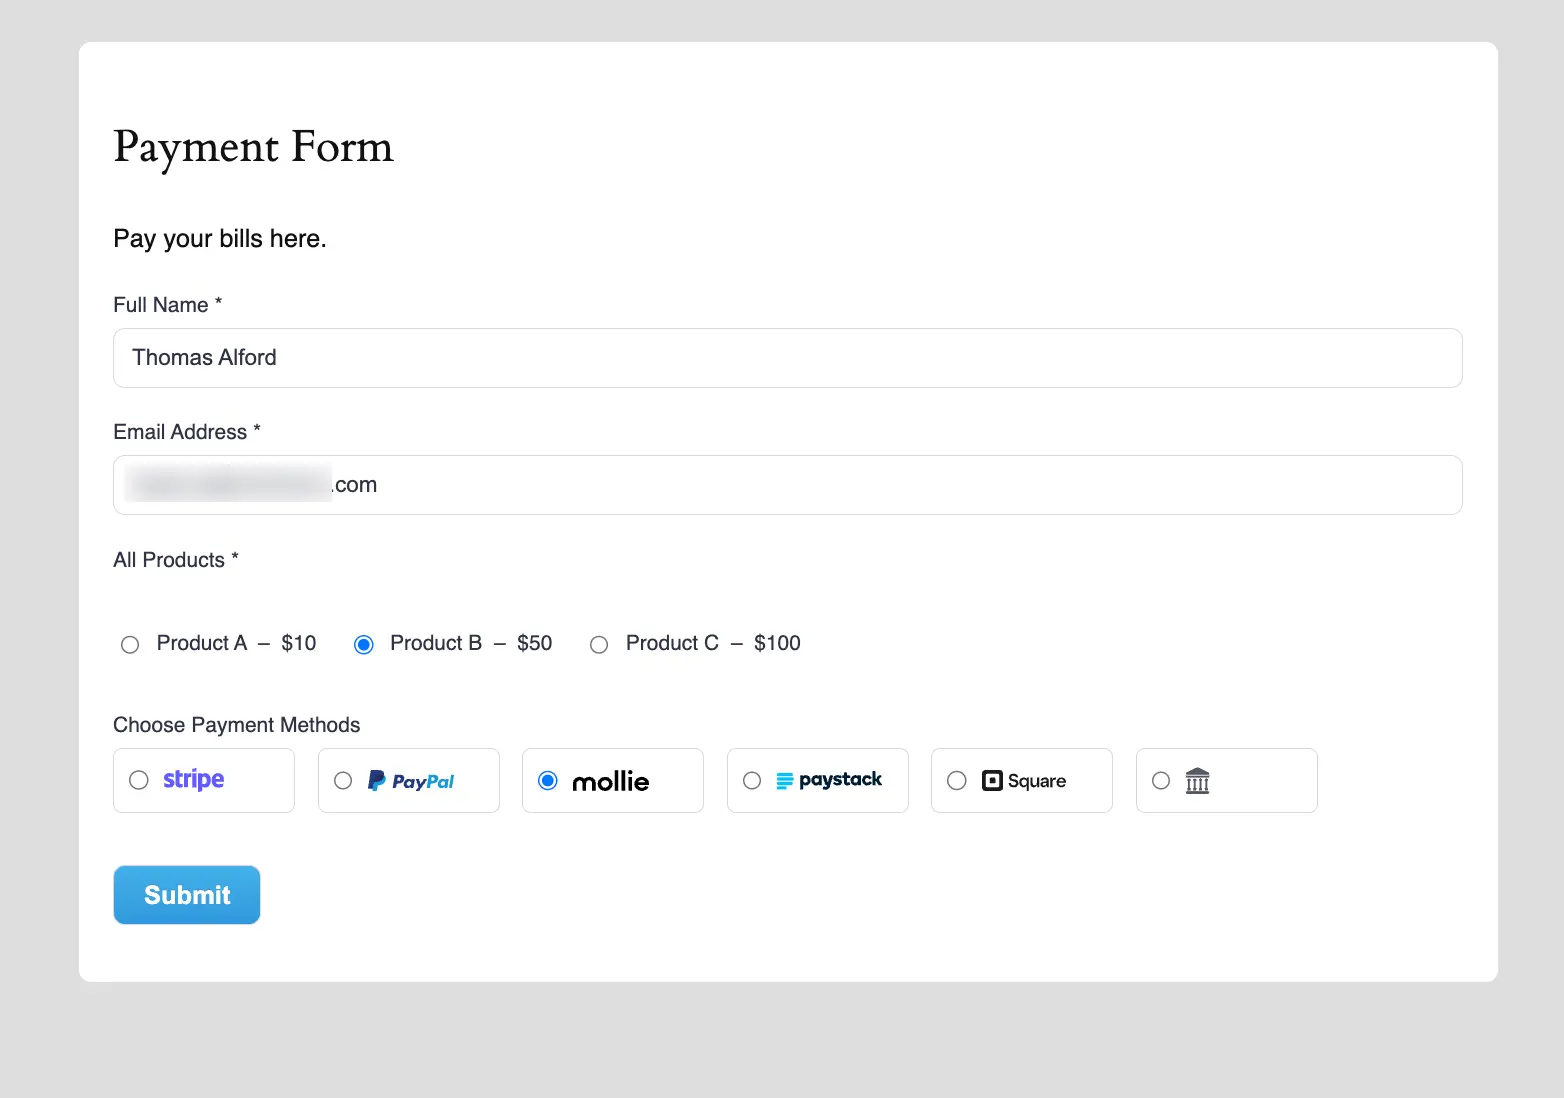 Payment Form
Pay your bills here.
Full Name *
Thomas Alford
Email Address *
.com
All Products *
Product A – $10 Product B – $50 Product C – $100
Choose Payment Methods
stripe PayPal mollie paystack Square
Submit